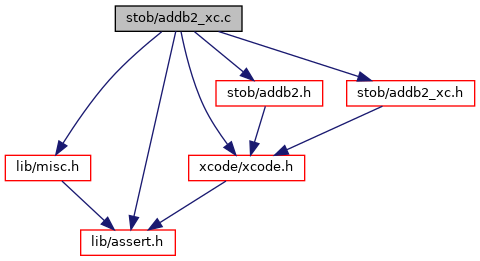 stob/addb2_xc.c
stob/addb2.h
stob/addb2_xc.h
lib/misc.h
xcode/xcode.h
lib/assert.h